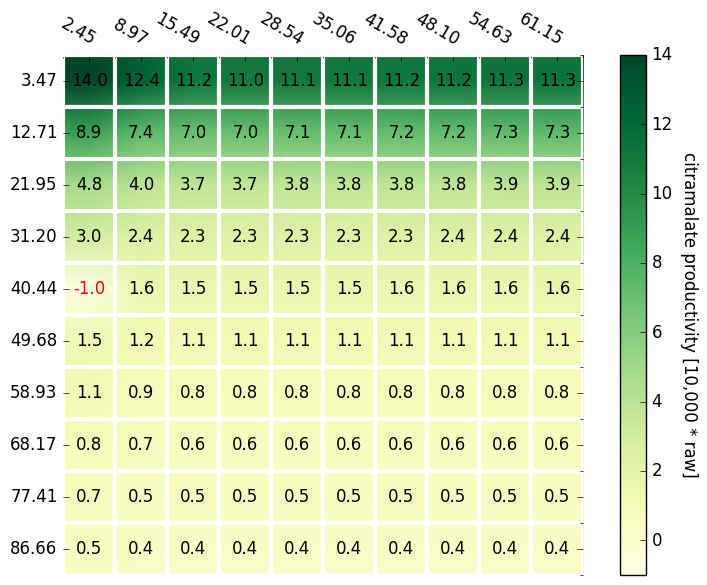 2.45 8.97 15.49 22.01 28.54 35.06 41.58 48.10 54.63 61.15
3.47 14.0 12.4 11.2 11.0 11.1 11.1 11.2 11.2 11.3 11.3
12.71 8.9 7.4 7.0 7.0 7.1 7.1 7.2 7.2 7.3 7.3
21.95 4.8 4.0 3.7 3.7 3.8 3.8 3.8 3.8 3.9 3.9
31.20 3.0 2.4 2.3 2.3 2.3 2.3 2.3 2.4 2.4 2.4
40.44 -1.0 1.6 1.5 1.5 1.5 1.5 1.6 1.6 1.6 1.6
49.68 1.5 1.2 1.1 1.1 1.1 1.1 1.1 1.1 1.1 1.1
58.93 1.1 0.9 0.8 0.8 0.8 0.8 0.8 0.8 0.8 0.8
68.17 0.8 0.7 0.6 0.6 0.6 0.6 0.6 0.6 0.6 0.6
77.41 0.7 0.5 0.5 0.5 0.5 0.5 0.5 0.5 0.5 0.5
86.66 0.5 0.4 0.4 0.4 0.4 0.4 0.4 0.4 0.4 0.4
14
12
10
8
6
4
2
0
citramalate productivity [10,000 * raw]